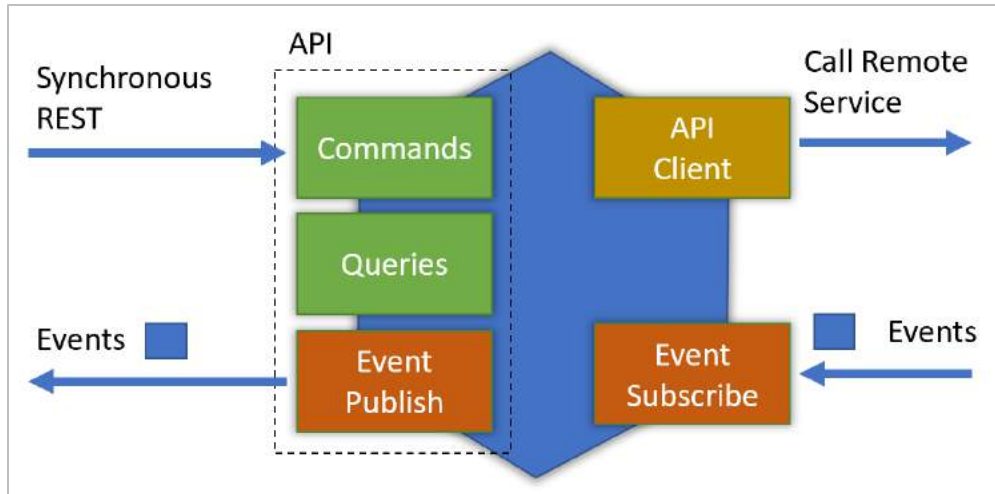 API
Synchronous
REST
Call Remote
Service
Commands
API
Client
Queries
Events
Event
Publish
Event
Subscribe
Events